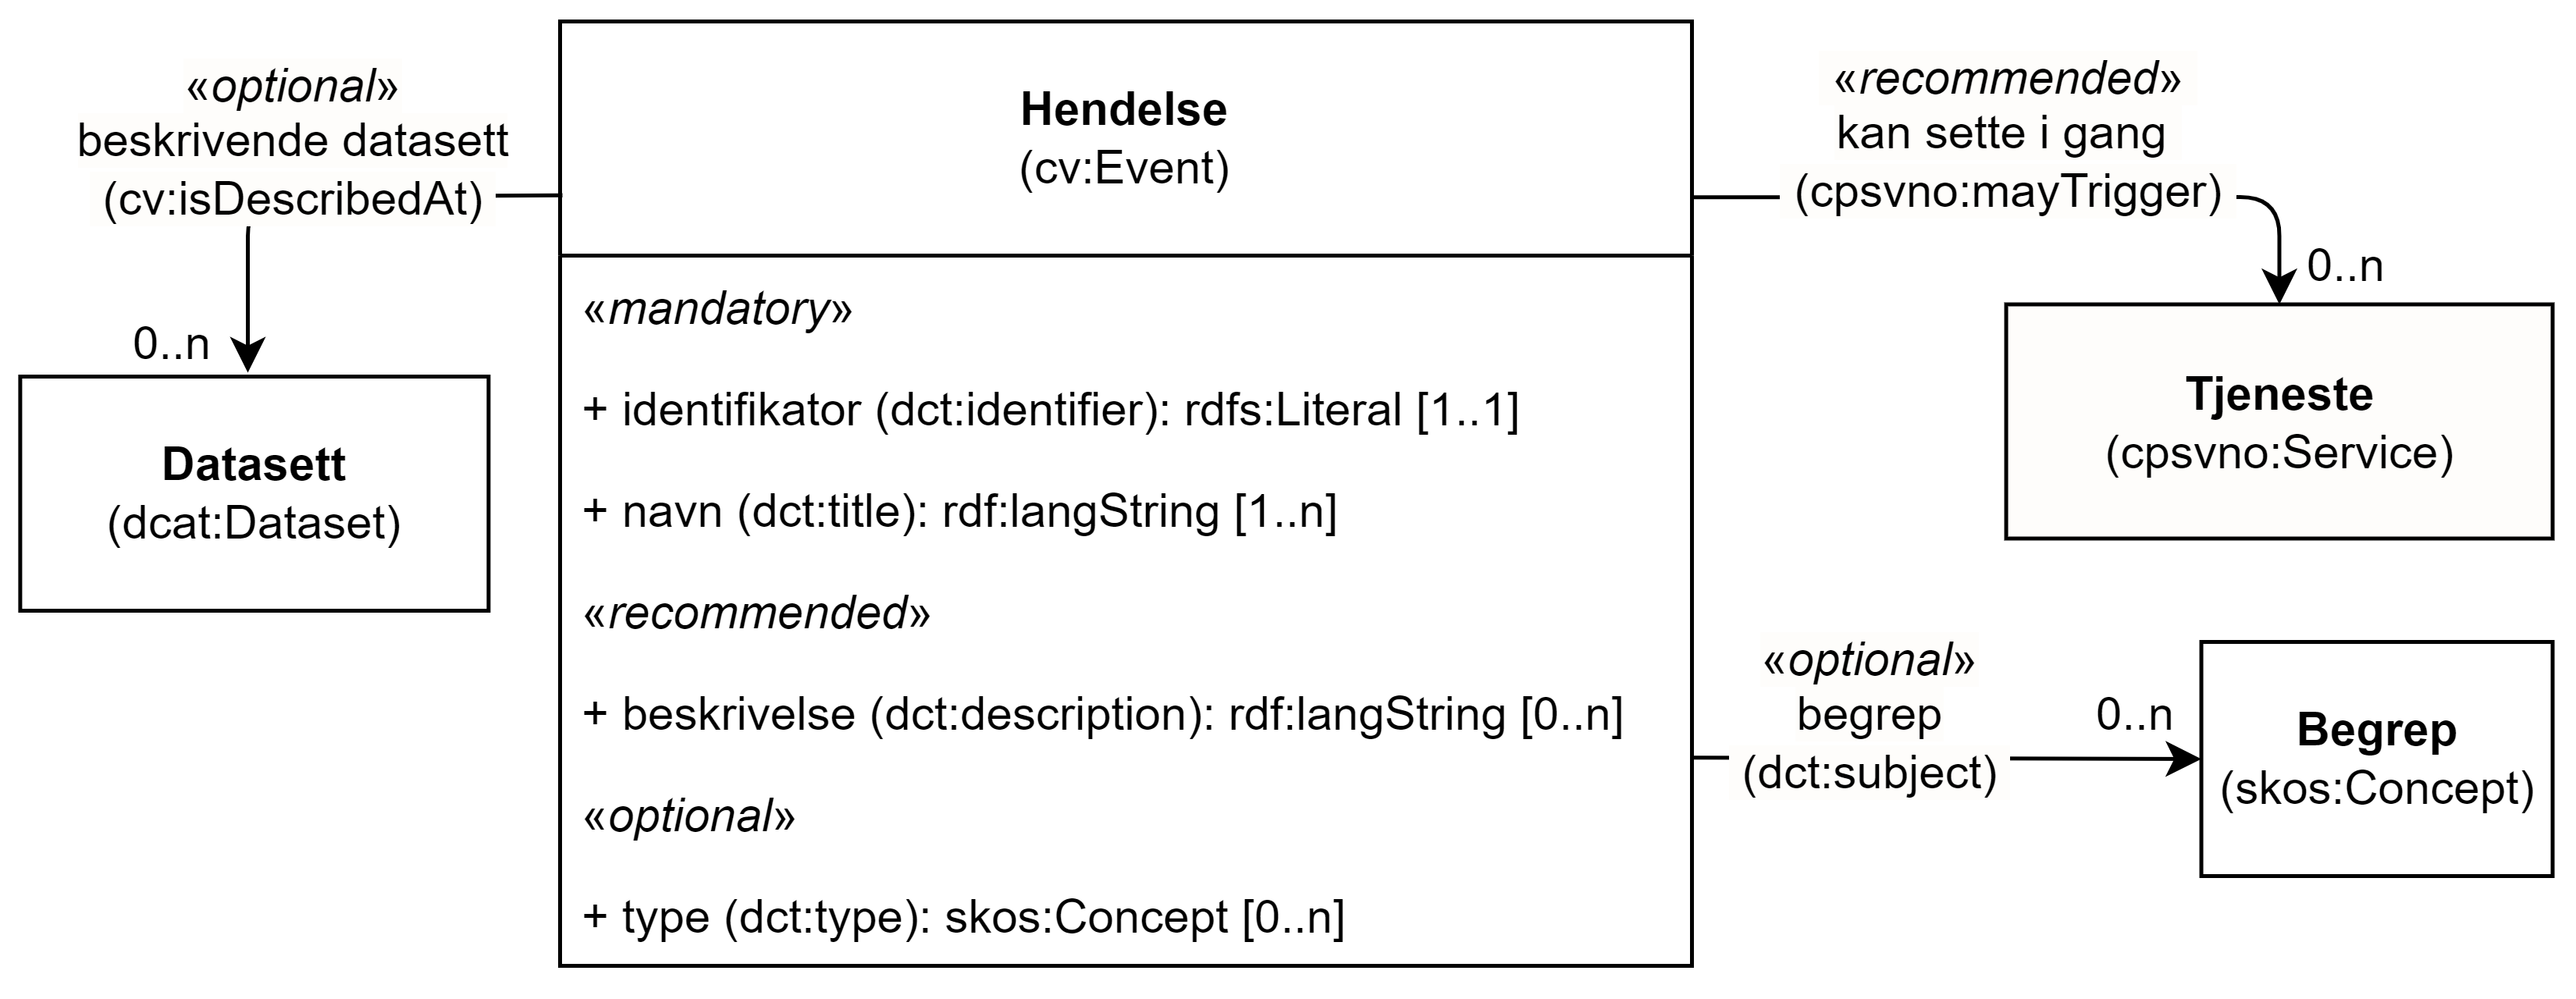 «optional»
beskrivende datasett
(cv:isDescribedAt)
0..n
Datasett
(dcat:Dataset)
Hendelse
(cv:Event)
«mandatory»
+ identifikator (dct:identifier): rdfs:Literal [1..1]
+ navn (dct:title): rdf:langString [1..n]
«recommended»
+ beskrivelse (dct:description): rdf:langString [0..n]
«optional»
+ type (dct:type): skos:Concept [0..n]
«recommended»
kan sette i gang
(cpsvno:mayTrigger)
0..n
Tjeneste
(cpsvno:Service)
«optional»
begrep
(dct:subject)
0..n
Begrep
(skos:Concept)